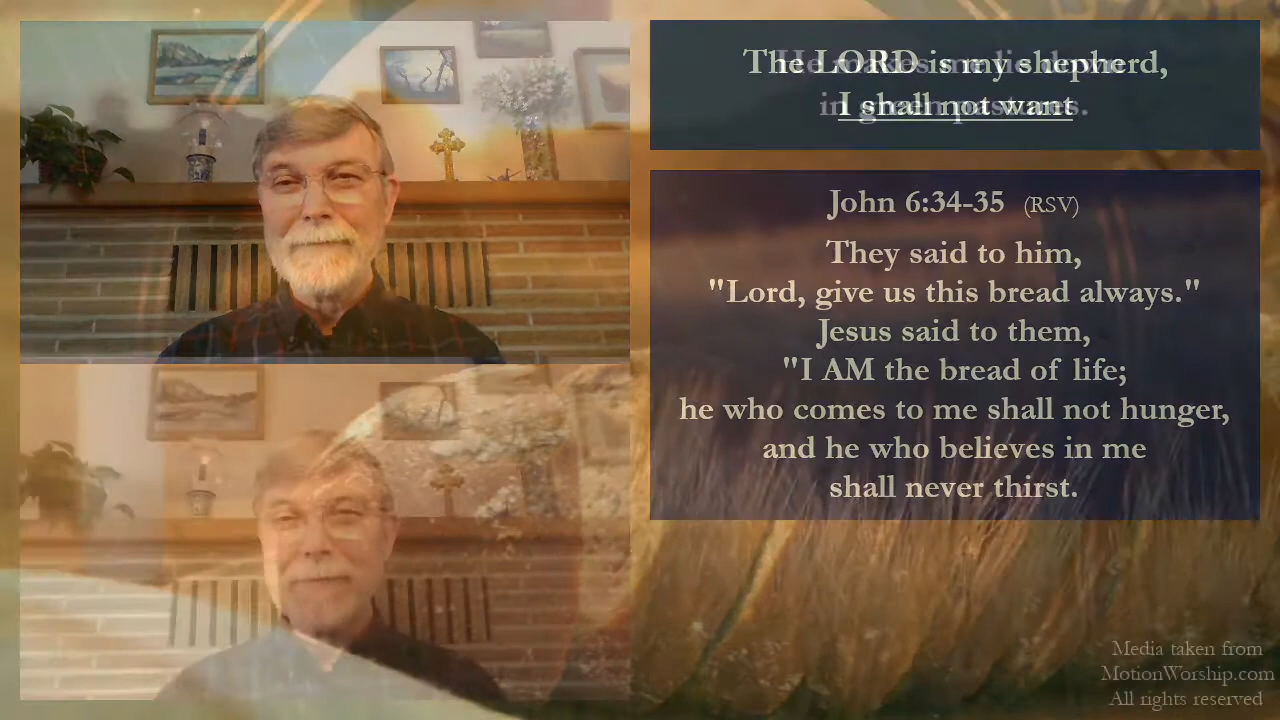 The LORD is my shepherd,
I shall not want
in green pastures.
John 6:34-35 (RSV)
They said to him,
"Lord, give us this bread always."
Jesus said to them,
"I AM the bread of life;
he who comes to me shall not hunger,
and he who believes in me
shall never thirst.
Media taken from
MotionWorship.com
All rights reserved